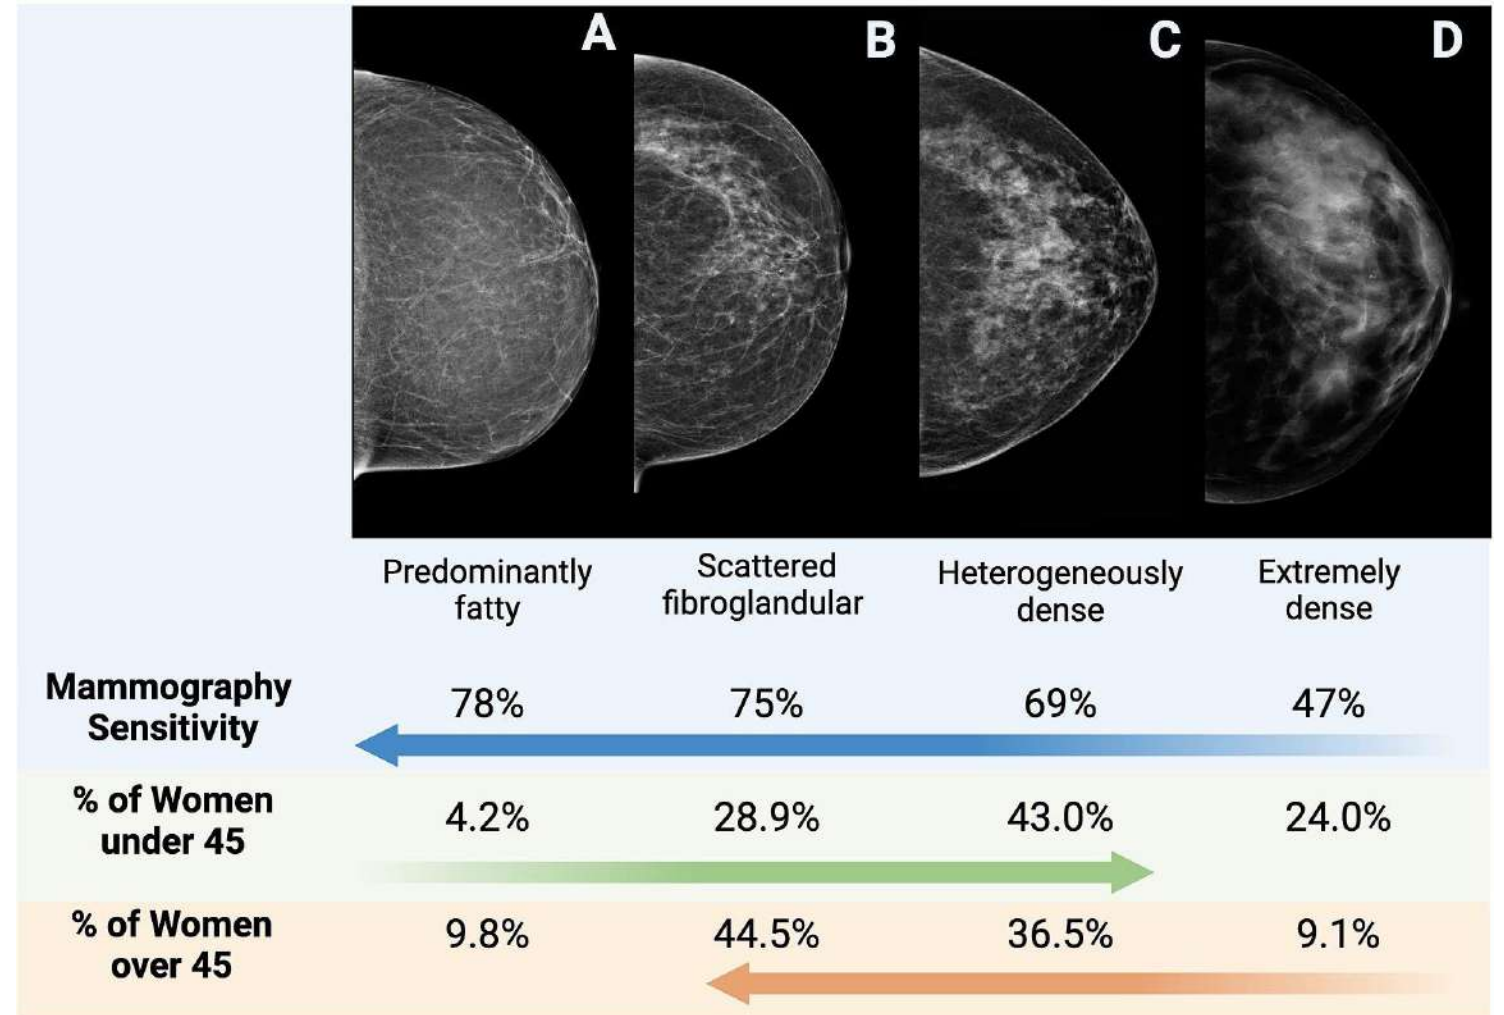 A B C D
Predominantly
fatty
Scattered
fibroglandular
Heterogeneously
dense
Extremely
dense
Mammography
Sensitivity
78% 75% 69% 47%
% of Women
under 45
4.2% 28.9% 43.0% 24.0%
% of Women
over 45
9.8% 44.5% 36.5% 9.1%